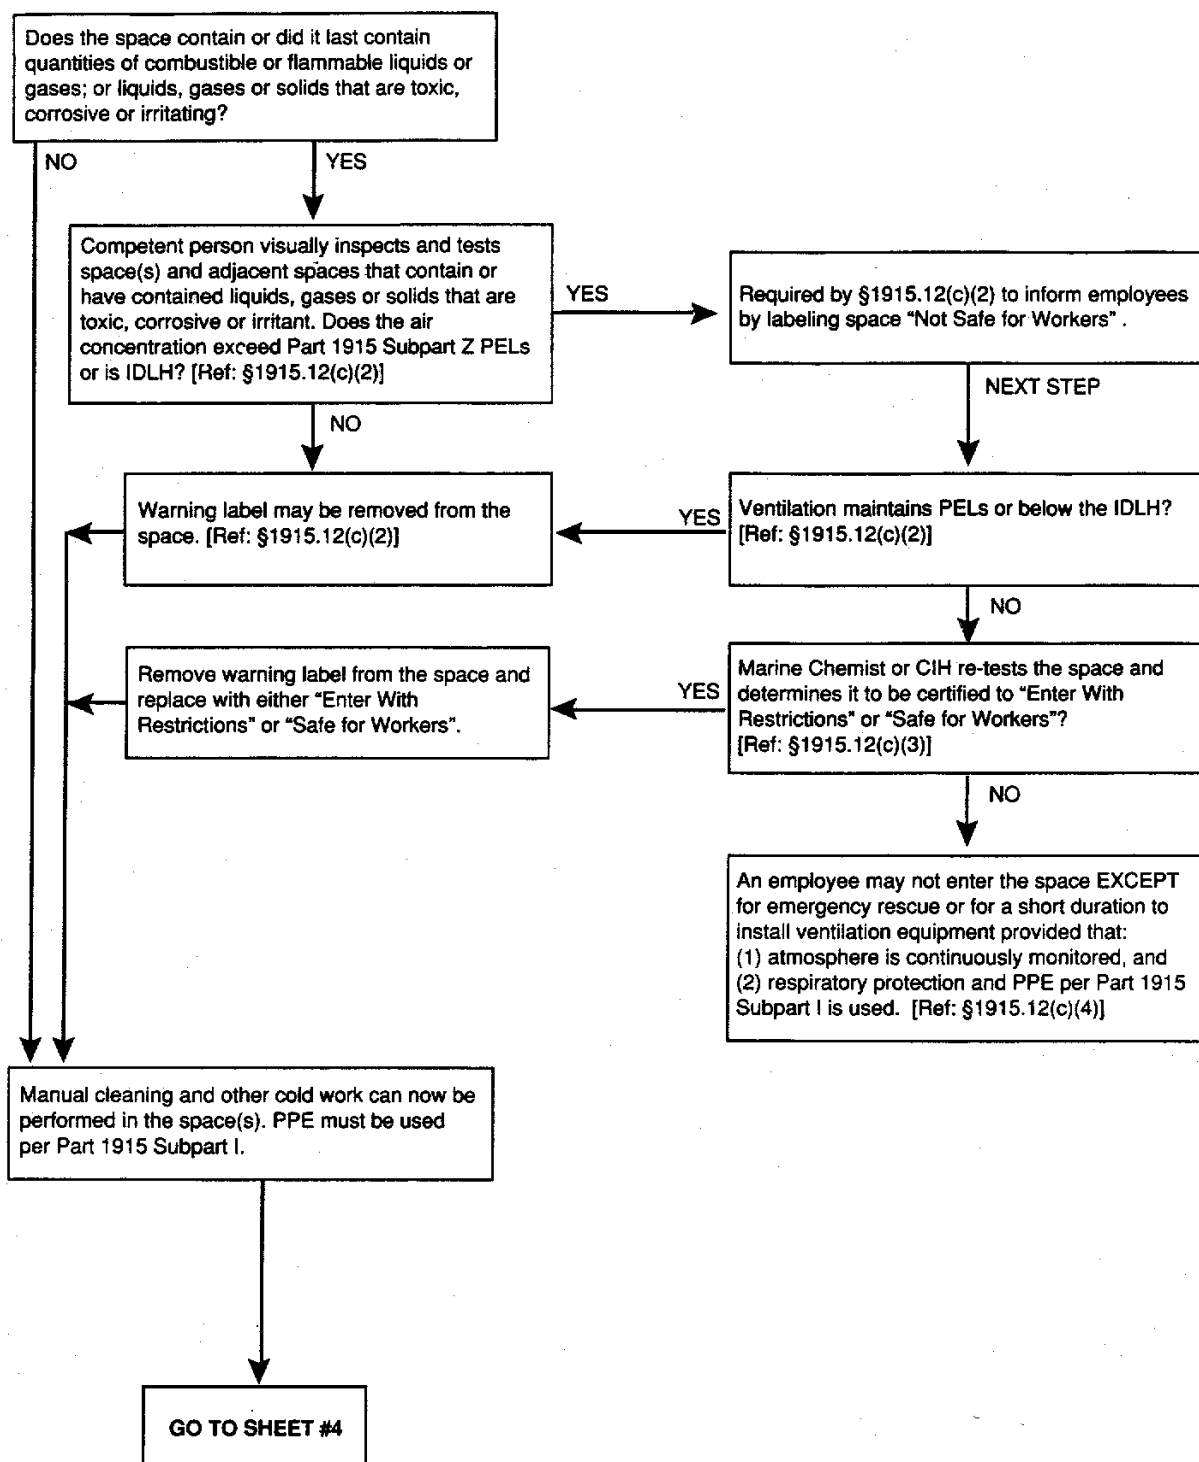 Does the space contain or did it last contain
quantities of combustible or flammable liquids or
gases; or liquids, gases or solids that are toxic,
corrosive or irritating?
NO
YES
Competent person visually inspects and tests
space(s) and adjacent spaces that contain or
have contained liquids, gases or solids that are
toxic, corrosive or irritant. Does the air
concentration exceed Part 1915 Subpart Z PELs
or is IDLH? [Ref: §1915.12(c)(2)]
YES
Required by §1915.12(c)(2) to inform employees
by labeling space “Not Safe for Workers” .
NO
NEXT STEP
Warning label may be removed from the
space. [Ref: §1915.12(c)(2)]
YES
Ventilation maintains PELs or below the IDLH?
[Ref: §1915.12(c)(2)]
NO
Remove warning label from the space and
replace with either “Enter With
Restrictions” or “Safe for Workers”.
YES
Marine Chemist or CIH re-tests the space and
determines it to be certified to “Enter With
Restrictions” or “Safe for Workers”?
[Ref: §1915.12(c)(3)]
NO
An employee may not enter the space EXCEPT
for emergency rescue or for a short duration to
install ventilation equipment provided that:
(1) atmosphere is continuously monitored, and
(2) respiratory protection and PPE per Part 1915
Subpart I is used. [Ref: §1915.12(c)(4)]
Manual cleaning and other cold work can now be
performed in the space(s). PPE must be used
per Part 1915 Subpart I.
GO TO SHEET #4